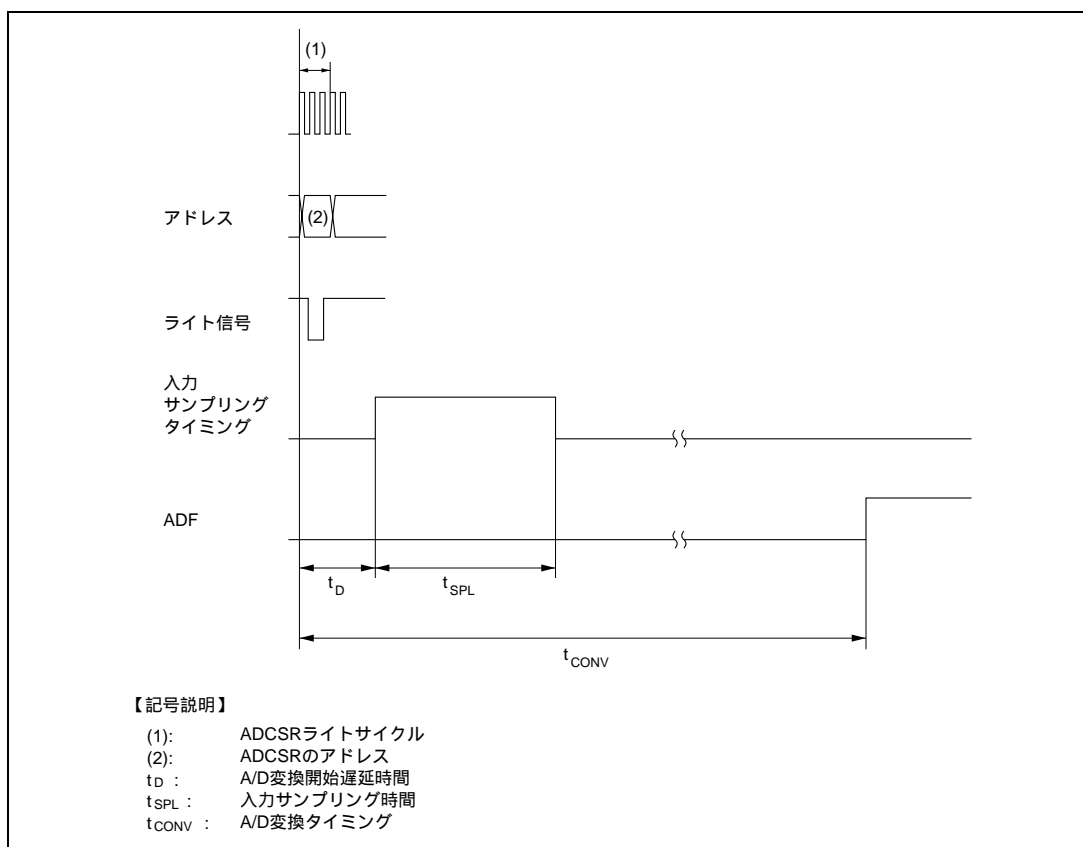 (1)
アドレス
(2)
ライト信号
入力
サンプリング
タイミング
ADF
tD
tSPL
tCONV
【記号説明】
(1): ADCSRライトサイクル
(2): ADCSRのアドレス
tD : A/D変換開始遅延時間
tSPL : 入力サンプリング時間
tCONV : A/D変換タイミング